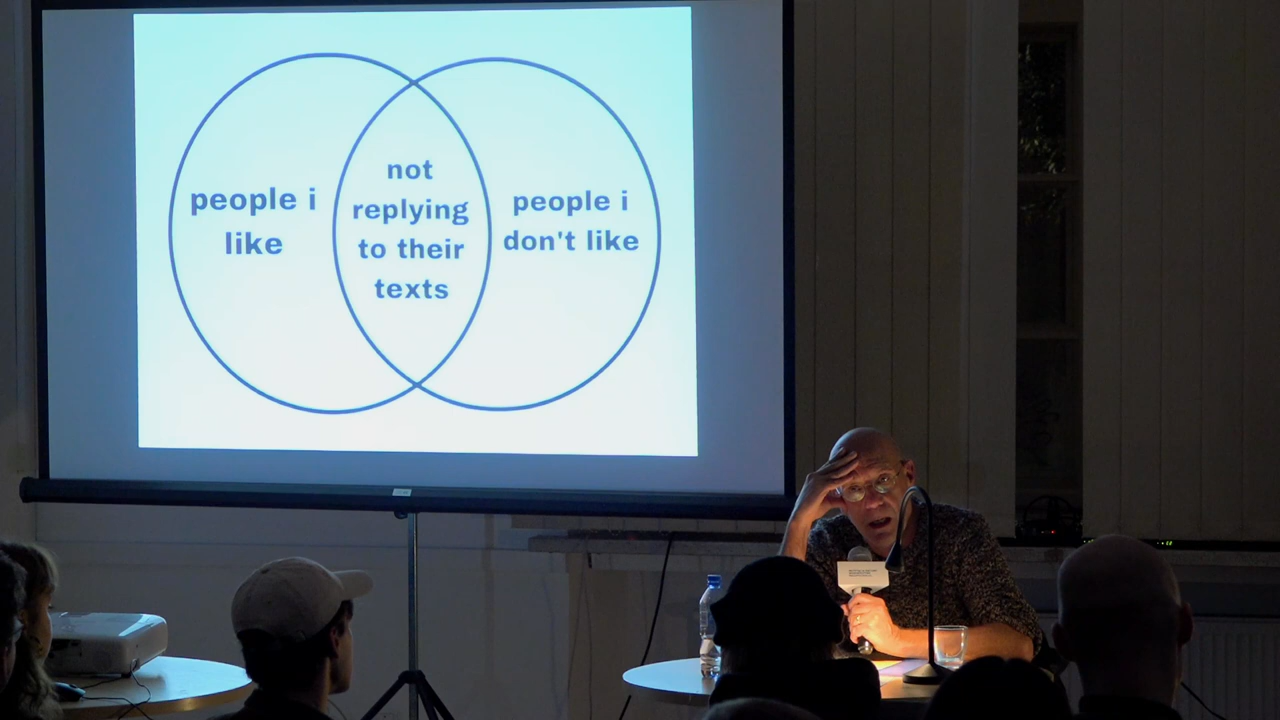 people i
like
not
replying
to their
texts
people i
don't like